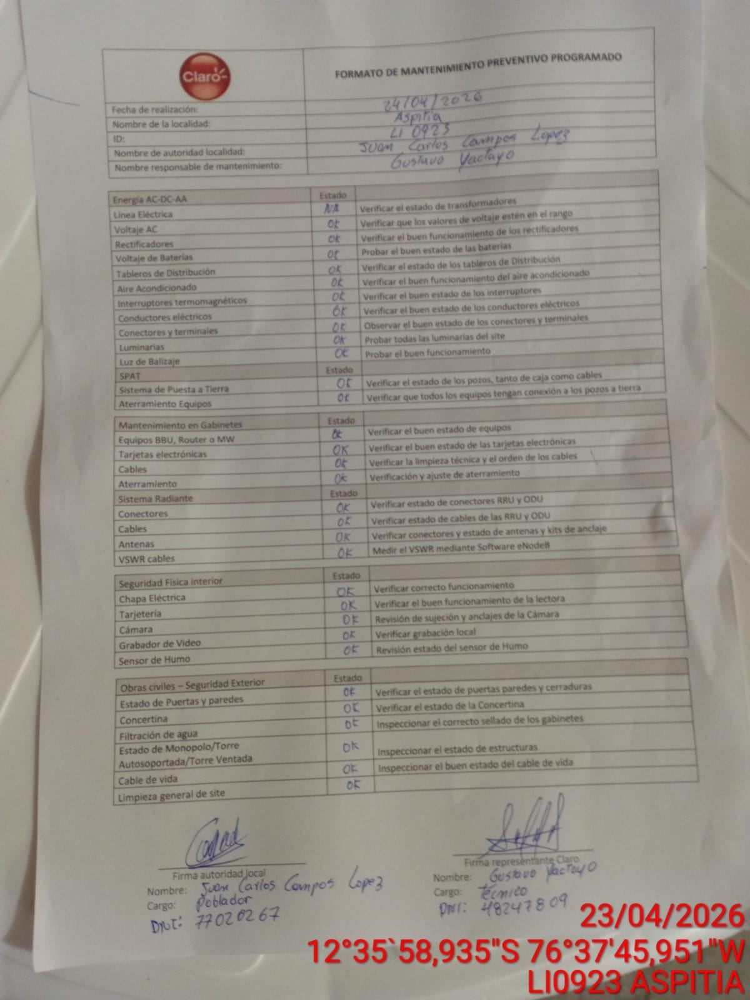 Claro
FORMATO DE MANTENIMIENTO PREVENTIVO PROGRAMADO
Fecha de realización: 24/04/2026
Nombre de la localidad: Aspitia
ID: LI 0923
Nombre de autoridad localidad: Juan Carlos Campos Lopez
Nombre responsable de mantenimiento: Gustavo Yactayo
Energía AC-DC-AA Estado
Línea Eléctrica NA Verificar el estado de transformadores
Voltaje AC OK Verificar que los valores de voltaje estén en el rango
Rectificadores OK Verificar el buen funcionamiento de los rectificadores
Voltaje de Baterías OK Probar el buen estado de las baterías
Tableros de Distribución OK Verificar el estado de los tableros de Distribución
Aire Acondicionado OK Verificar el buen funcionamiento del aire acondicionado
Interruptores termomagnéticos OK Verificar el buen estado de los interruptores
Conductores eléctricos OK Verificar el buen estado de los conductores eléctricos
Conectores y terminales OK Observar el buen estado de los conectores y terminales
Luminarias OK Probar todas las luminarias del site
Luz de Balizaje OK Probar el buen funcionamiento
SPAT Estado
Sistema de Puesta a Tierra OK Verificar el estado de los pozos, tanto de caja como cables
Aterramiento Equipos OK Verificar que todos los equipos tengan conexión a los pozos a tierra
Mantenimiento en Gabinetes Estado
Equipos BBU, Router o MW OK Verificar el buen estado de equipos
Tarjetas electrónicas OK Verificar el buen estado de las tarjetas electrónicas
Cables OK Verificar la limpieza técnica y el orden de los cables
Aterramiento OK Verificación y ajuste de aterramiento
Sistema Radiante Estado
Conectores OK Verificar estado de conectores RRU y ODU
Cables OK Verificar estado de cables de las RRU y ODU
Antenas OK Verificar conectores y estado de antenas y kits de anclaje
VSWR cables OK Medir el VSWR mediante Software eNodeB
Seguridad Física interior Estado
Chapa Eléctrica OK Verificar correcto funcionamiento
Tarjetería OK Verificar el buen funcionamiento de la lectora
Cámara OK Revisión de sujeción y anclajes de la Cámara
Grabador de Video OK Verificar grabación local
Sensor de Humo OK Revisión estado del sensor de Humo
Obras civiles – Seguridad Exterior Estado
Estado de Puertas y paredes OK Verificar el estado de puertas paredes y cerraduras
Concertina OK Verificar el estado de la Concertina
Filtración de agua OK Inspeccionar el correcto sellado de los gabinetes
Estado de Monopolo/Torre
Autosoportada/Torre Ventada OK Inspeccionar el estado de estructuras
Cable de vida OK Inspeccionar el buen estado del cable de vida
Limpieza general de site OK
Firma autoridad local
Nombre: Juan Carlos Campos Lopez
Cargo: Poblador
DNI: 77020267
Firma representante Claro
Nombre: Gustavo Yactayo
Cargo: Técnico
DNI: 48247809
23/04/2026
12°35`58,935"S 76°37'45,951"W
LI0923 ASPITIA